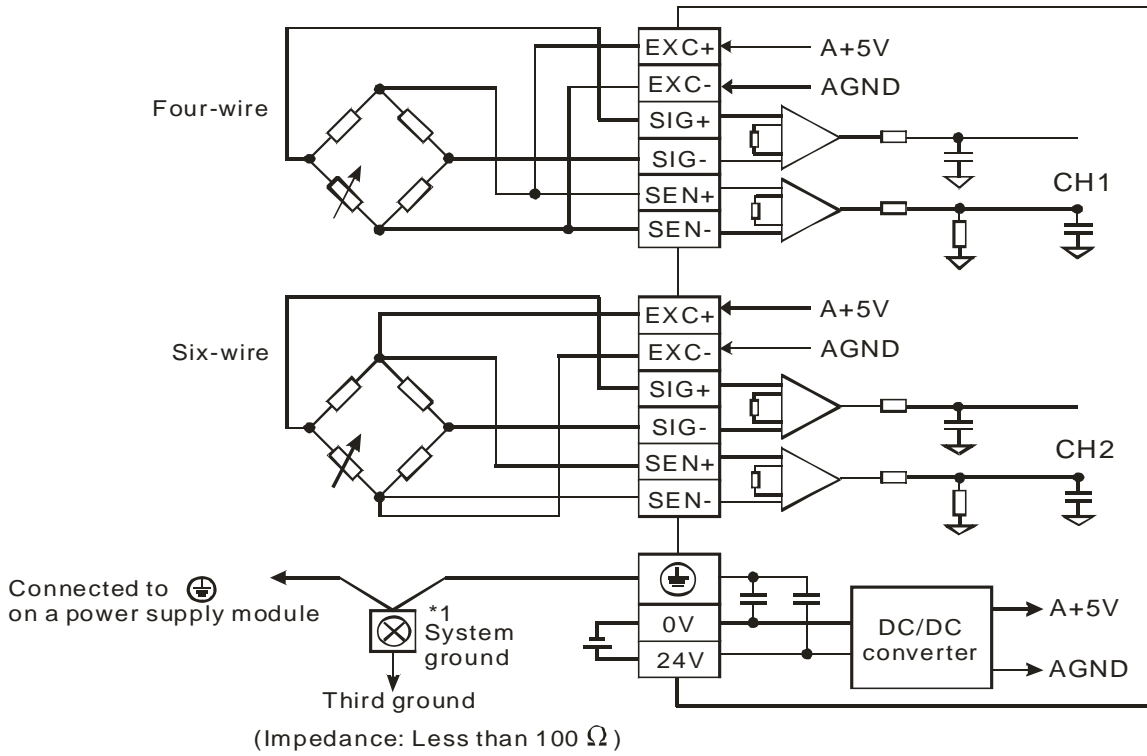 Four-wire
EXC+
EXC-
SIG+
SIG-
SEN+
SEN-
A+5V
AGND
CH1
Six-wire
EXC+
EXC-
SIG+
SIG-
SEN+
SEN-
A+5V
AGND
CH2
Connected to
on a power supply module
*1
System
ground
Third ground
(Impedance: Less than 100 Ω)
0V
24V
DC/DC
converter
A+5V
AGND